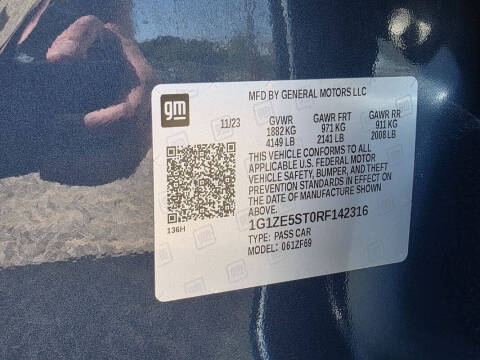 gm
MFD BY GENERAL MOTORS LLC
11/23 GVWR GAWR FRT GAWR RR
1882 KG 971 KG 911 KG
4149 LB 2141 LB 2008 LB
THIS VEHICLE CONFORMS TO ALL
APPLICABLE U.S. FEDERAL MOTOR
VEHICLE SAFETY, BUMPER, AND THEFT
PREVENTION STANDARDS IN EFFECT ON
THE DATE OF MANUFACTURE SHOWN
ABOVE.
136H
1G1ZE5ST0RF142316
TYPE: PASS CAR
MODEL: 061ZF69